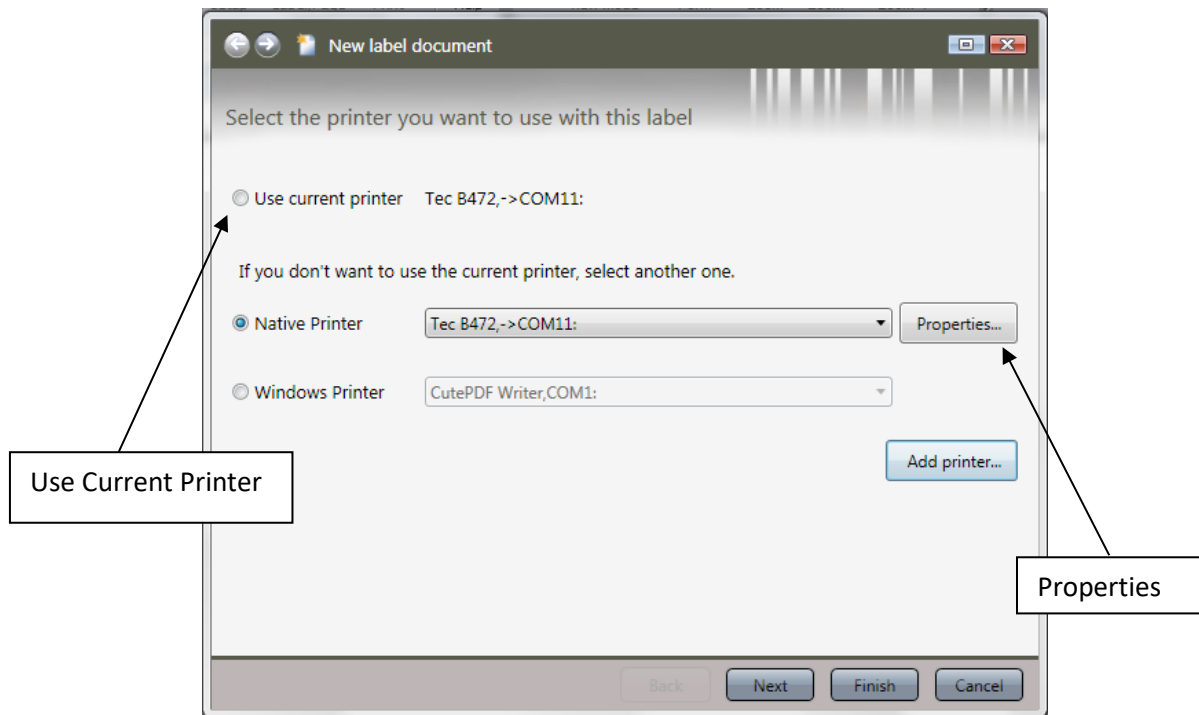 New label document
Select the printer you want to use with this label
Use current printer Tec B472,->COM11:
If you don't want to use the current printer, select another one.
Native Printer Tec B472,->COM11: Properties...
Windows Printer CutePDF Writer,COM1:
Add printer...
Use Current Printer
Properties
Back Next Finish Cancel